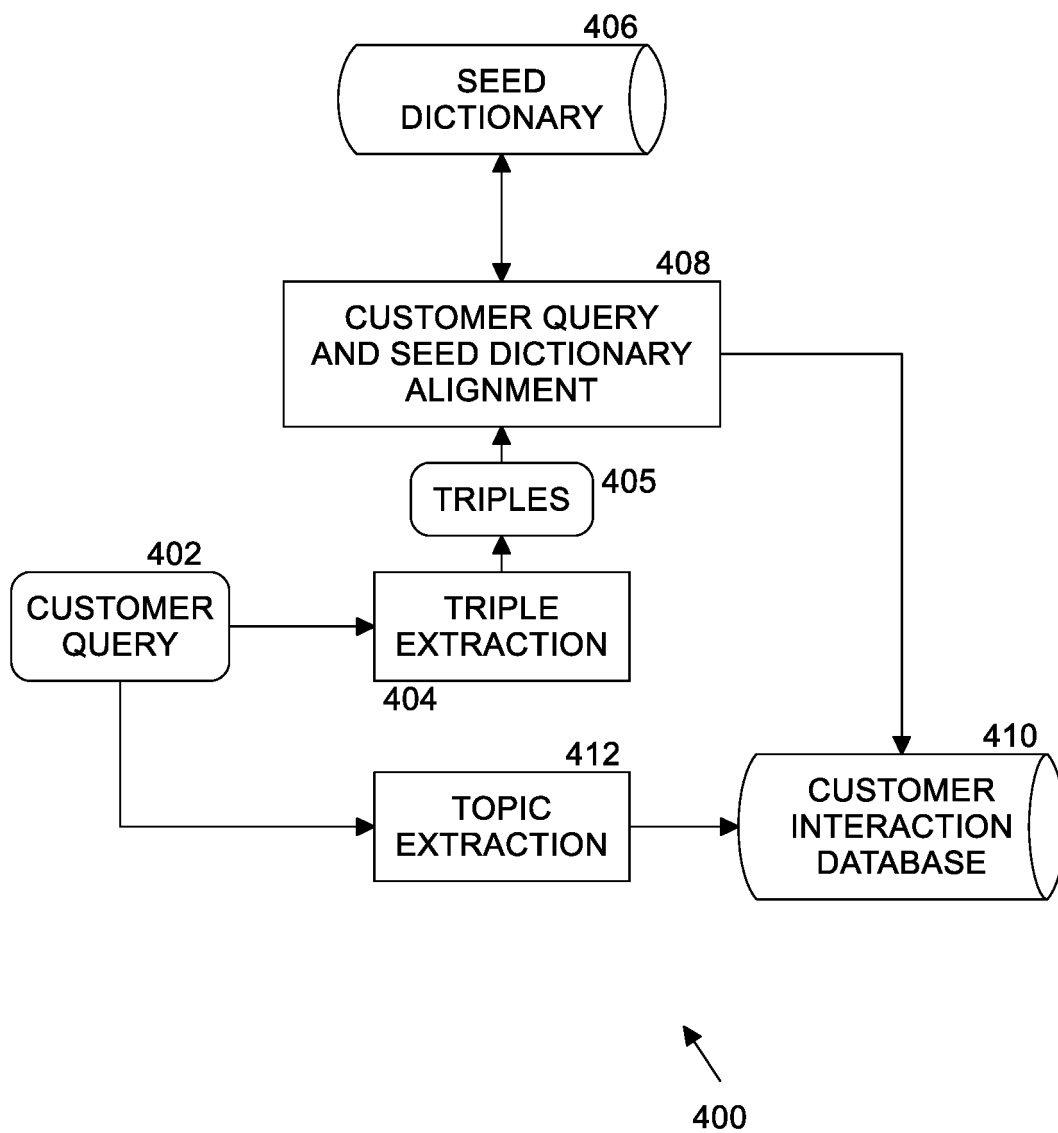 406
SEED
DICTIONARY
408
CUSTOMER QUERY
AND SEED DICTIONARY
ALIGNMENT
TRIPLES
405
402
CUSTOMER
QUERY
TRIPLE
EXTRACTION
404
412
TOPIC
EXTRACTION
410
CUSTOMER
INTERACTION
DATABASE
400